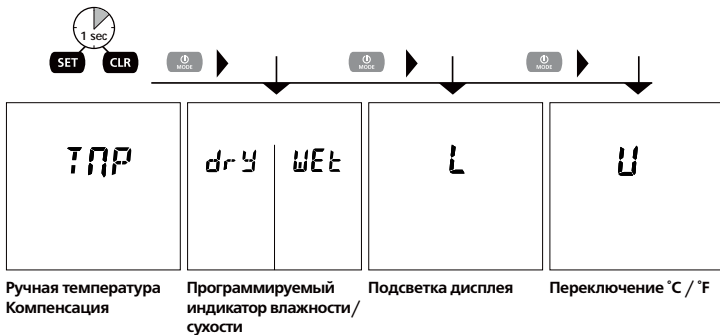 1 sec
SET CLR MODE MODE MODE
TMP dry WEt L U
Ручная температура
Компенсация
Программируемый
индикатор влажности/
сухости
Подсветка дисплея
Переключение ˚C / ˚F